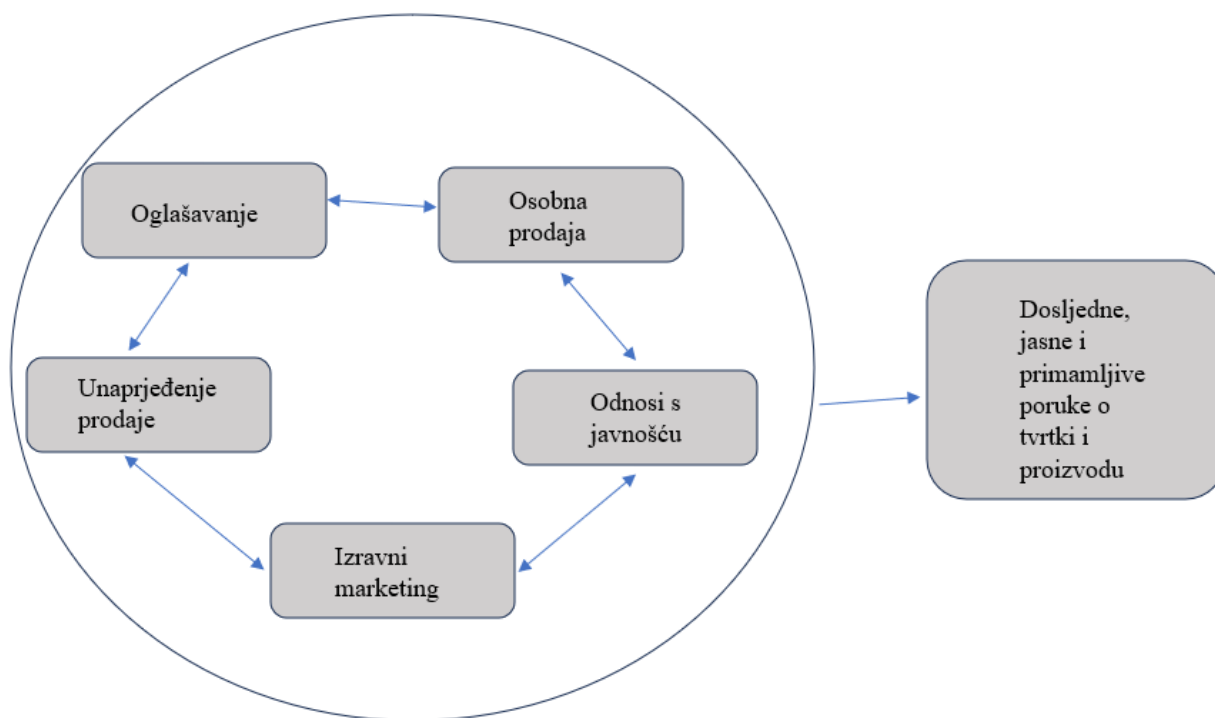 Oglašavanje
Osobna
prodaja
Unaprjeđenje
prodaje
Odnosi s
javnošću
Izravni
marketing
Dosljedne,
jasne i
primamljive
poruke o
tvrtki i
proizvodu